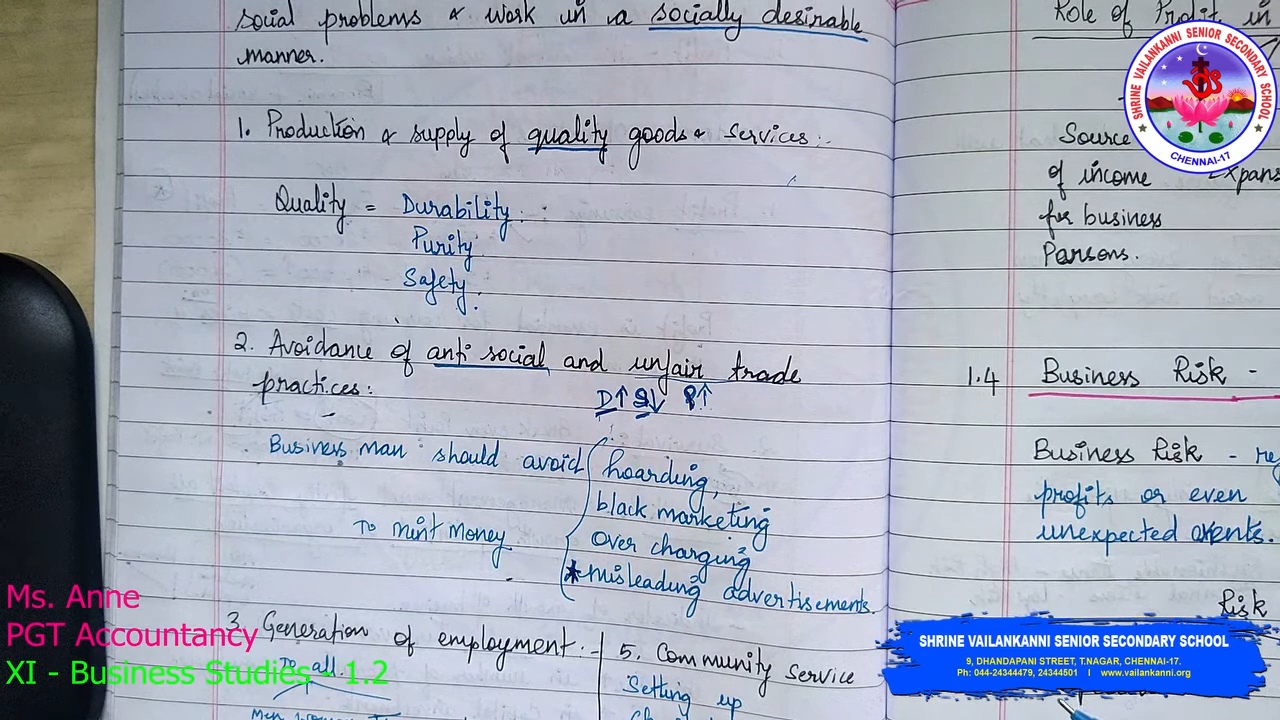 social problems & work in a socially desirable
manner.
1. Production & supply of quality goods & services:-
Quality = Durability :
Purity
Safety.
2. Avoidance of anti social and unfair trade
practices:
D↑ S↓ P↑
Business man should avoid
hoarding,
black marketing
To mint money
over charging
*misleading advertisements.
3. Generation of employment.-
To all.
5. Community service
Setting up
Role of Profit in
Source
of income
for business
Persons.
Expans
1.4 Business Risk -
Business Risk - re
profits or even
unexpected events.
Risk
SHRINE VAILANKANNI SENIOR SECONDARY SCHOOL
CHENNAI-17
Ms. Anne
PGT Accountancy
XI - Business Studies - 1.2
SHRINE VAILANKANNI SENIOR SECONDARY SCHOOL
9, DHANDAPANI STREET, T.NAGAR, CHENNAI-17.
Ph: 044-24344479, 24344501 | www.vailankanni.org